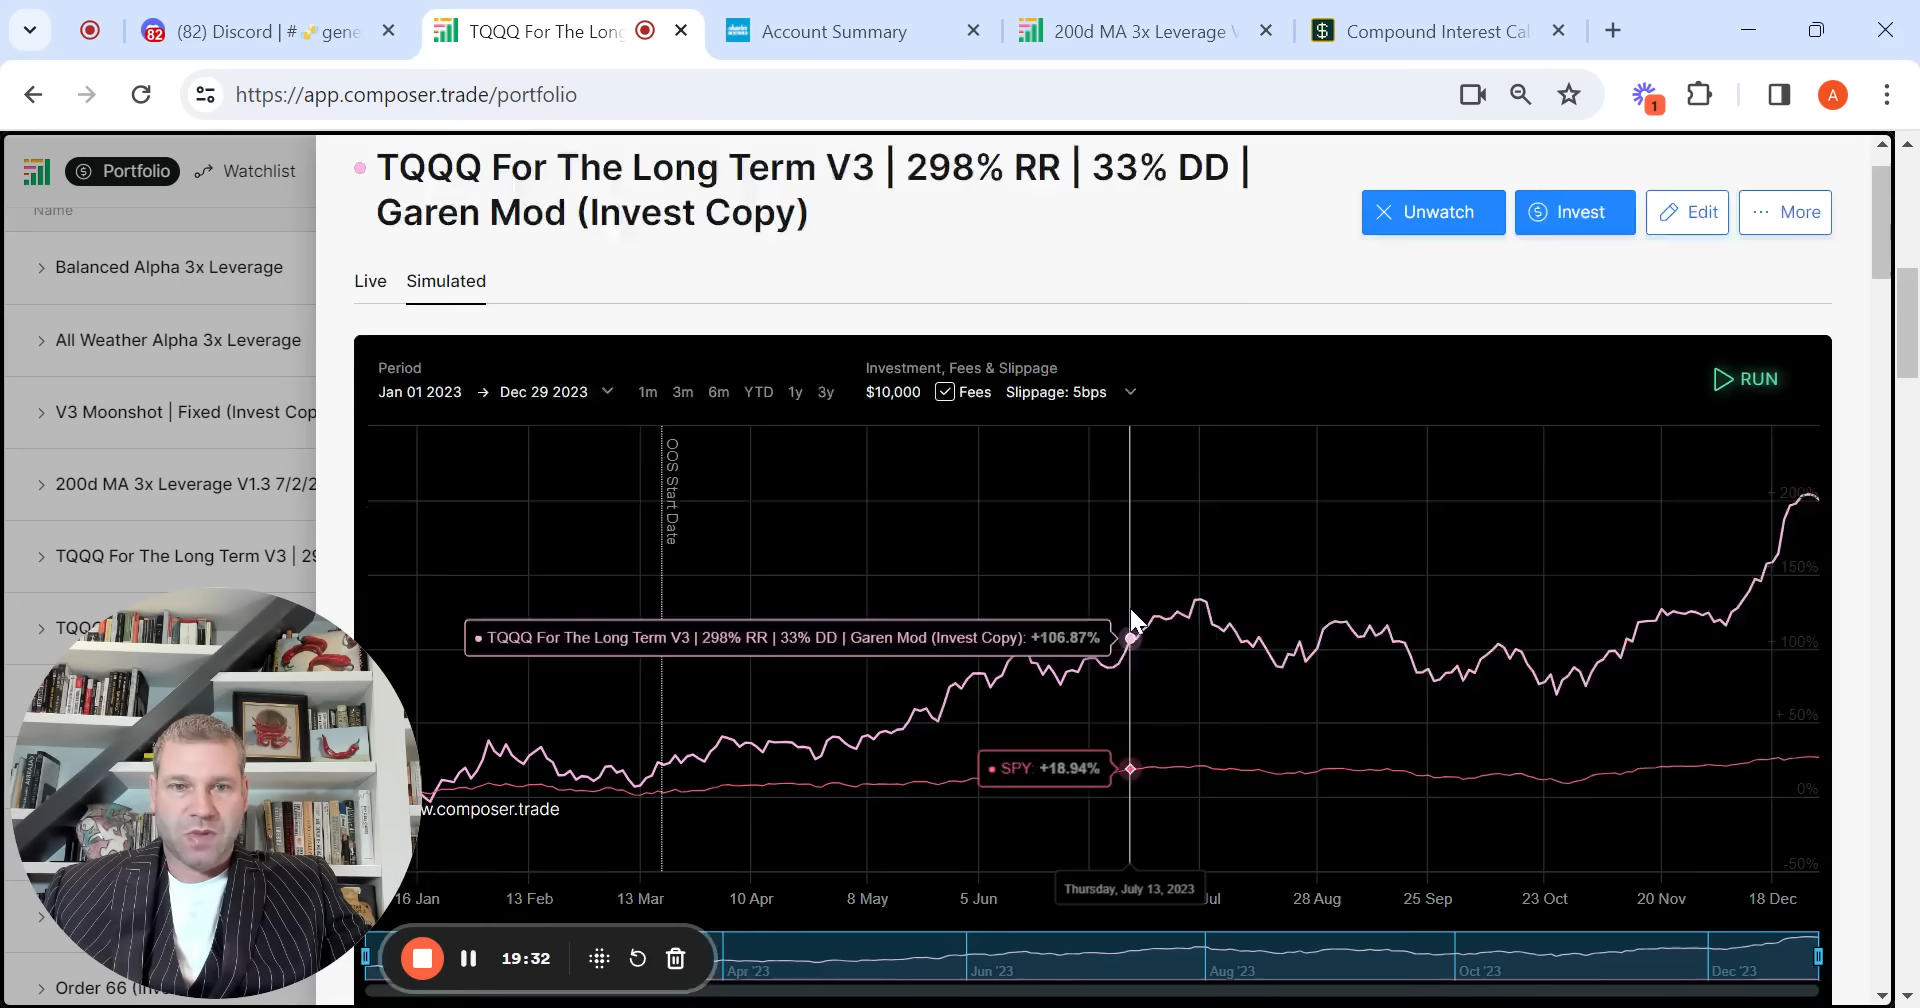 82
(82) Discord | # 🤝 gene
TQQQ For The Long
Account Summary
200d MA 3x Leverage V
$
Compound Interest Cal
https://app.composer.trade/portfolio
1
A
Portfolio
Watchlist
Name
Balanced Alpha 3x Leverage
All Weather Alpha 3x Leverage
V3 Moonshot | Fixed (Invest Cop
200d MA 3x Leverage V1.3 7/2/2
TQQQ For The Long Term V3 | 29
TQQ
Order 66 (In
TQQQ For The Long Term V3 | 298% RR | 33% DD |
Garen Mod (Invest Copy)
Unwatch
Invest
Edit
More
Live
Simulated
Period
Jan 01 2023 → Dec 29 2023
1m 3m 6m YTD 1y 3y
Investment, Fees & Slippage
$10,000 Fees Slippage: 5bps
RUN
OOS Start Date
+ 200%
150%
100%
+ 50%
0%
-50%
TQQQ For The Long Term V3 | 298% RR | 33% DD | Garen Mod (Invest Copy): +106.87%
SPY: +18.94%
w.composer.trade
Thursday, July 13, 2023
16 Jan
13 Feb
13 Mar
10 Apr
8 May
5 Jun
Jul
28 Aug
25 Sep
23 Oct
20 Nov
18 Dec
19:32
Apr '23
Jun '23
Aug '23
Oct '23
Dec '23